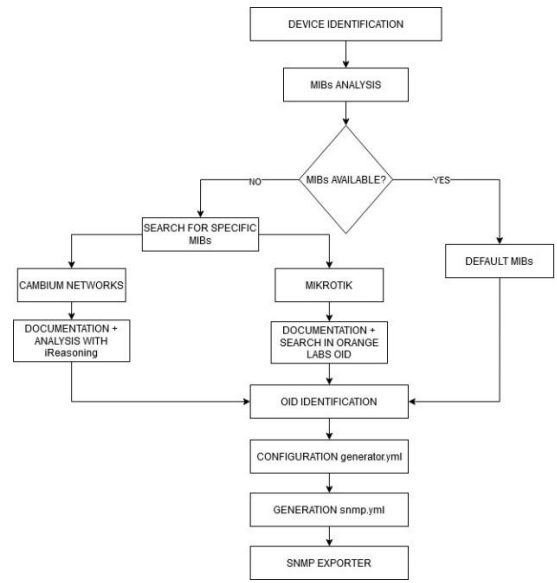 DEVICE IDENTIFICATION
MIBs ANALYSIS
MIBs AVAILABLE?
NO
YES
SEARCH FOR SPECIFIC
MIBs
DEFAULT MIBs
CAMBIUM NETWORKS
MIKROTIK
DOCUMENTATION +
ANALYSIS WITH
iReasoning
DOCUMENTATION +
SEARCH IN ORANGE
LABS OID
OID IDENTIFICATION
CONFIGURATION generator.yml
GENERATION snmp.yml
SNMP EXPORTER